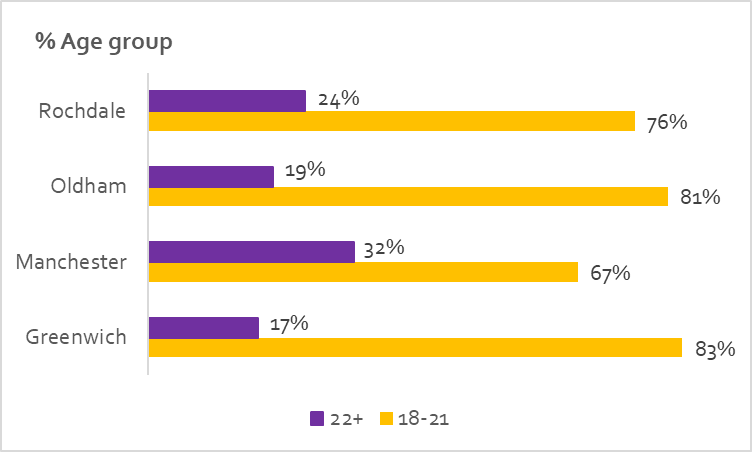 % Age group
Rochdale
24%
76%
Oldham
19%
81%
Manchester
32%
67%
Greenwich
17%
83%
22+ 18-21